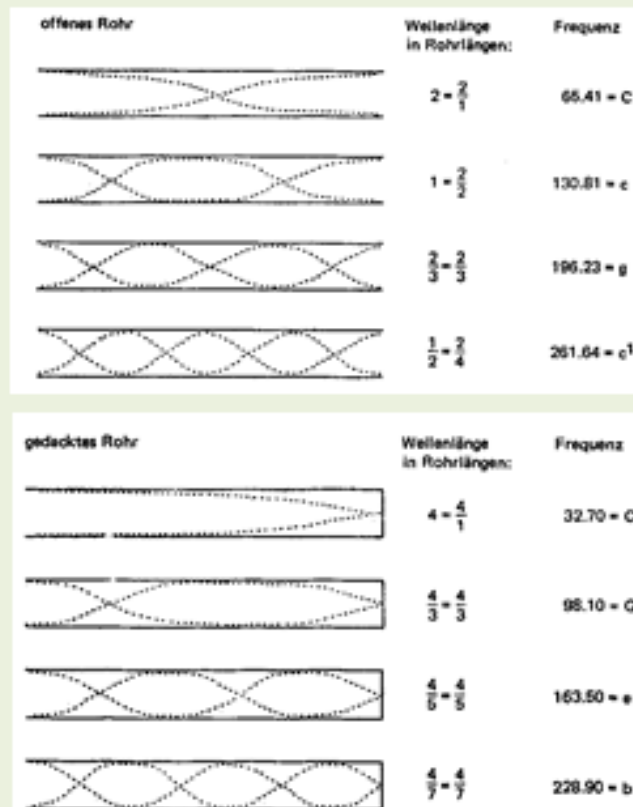 offenes Rohr
Wellenlänge
in Rohrlängen:
Frequenz
2 = 2/1
65.41 = C
1 = 2/2
130.81 = c
2/3 = 2/3
196.23 = g
1/2 = 2/4
261.64 = c¹
gedacktes Rohr
Wellenlänge
in Rohrlängen:
Frequenz
4 = 4/1
32.70 =
4/3 = 4/3
98.10 =
4/5 = 4/5
163.50 = e
4/7 = 4/7
228.90 = b